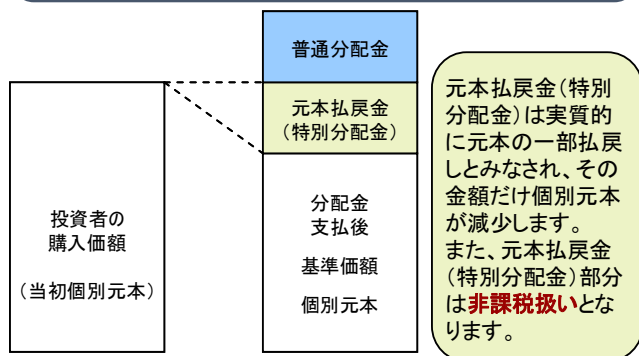 普通分配金
元本払戻金
(特別分配金)
投資者の
購入価額
(当初個別元本)
分配金
支払後
基準価額
個別元本
元本払戻金(特別
分配金)は実質的
に元本の一部払戻
しとみなされ、その
金額だけ個別元本
が減少します。
また、元本払戻金
(特別分配金)部分
は非課税扱いとな
ります。